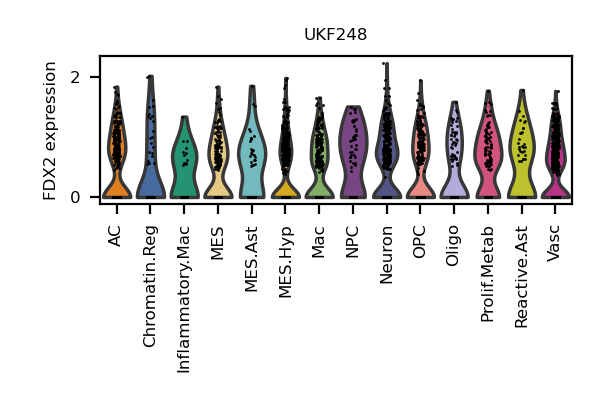 UKF248
FDX2 expression
2
0
AC
Chromatin.Reg
Inflammatory.Mac
MES
MES.Ast
MES.Hyp
Mac
NPC
Neuron
OPC
Oligo
Prolif.Metab
Reactive.Ast
Vasc